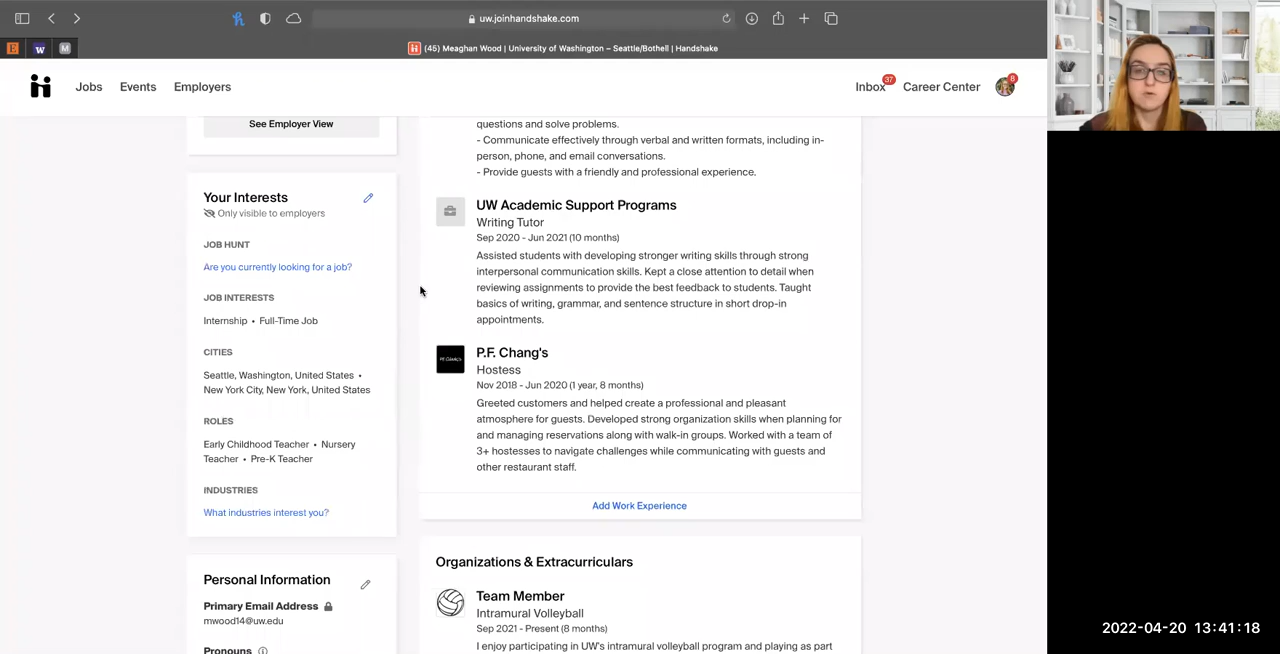 uw.joinhandshake.com
E
W
M
(45) Meaghan Wood | University of Washington – Seattle/Bothell | Handshake
Jobs
Events
Employers
Inbox
37
Career Center
8
See Employer View
Your Interests
Only visible to employers
JOB HUNT
Are you currently looking for a job?
JOB INTERESTS
Internship • Full-Time Job
CITIES
Seattle, Washington, United States •
New York City, New York, United States
ROLES
Early Childhood Teacher • Nursery
Teacher • Pre-K Teacher
INDUSTRIES
What industries interest you?
Personal Information
Primary Email Address
mwood14@uw.edu
Pronouns
questions and solve problems.
- Communicate effectively through verbal and written formats, including in-
person, phone, and email conversations.
- Provide guests with a friendly and professional experience.
UW Academic Support Programs
Writing Tutor
Sep 2020 - Jun 2021 (10 months)
Assisted students with developing stronger writing skills through strong
interpersonal communication skills. Kept a close attention to detail when
reviewing assignments to provide the best feedback to students. Taught
basics of writing, grammar, and sentence structure in short drop-in
appointments.
P.F. CHANG'S
P.F. Chang's
Hostess
Nov 2018 - Jun 2020 (1 year, 8 months)
Greeted customers and helped create a professional and pleasant
atmosphere for guests. Developed strong organization skills when planning for
and managing reservations along with walk-in groups. Worked with a team of
3+ hostesses to navigate challenges while communicating with guests and
other restaurant staff.
Add Work Experience
Organizations & Extracurriculars
Team Member
Intramural Volleyball
Sep 2021 - Present (8 months)
I enjoy participating in UW's intramural volleyball program and playing as part
2022-04-20 13:41:18